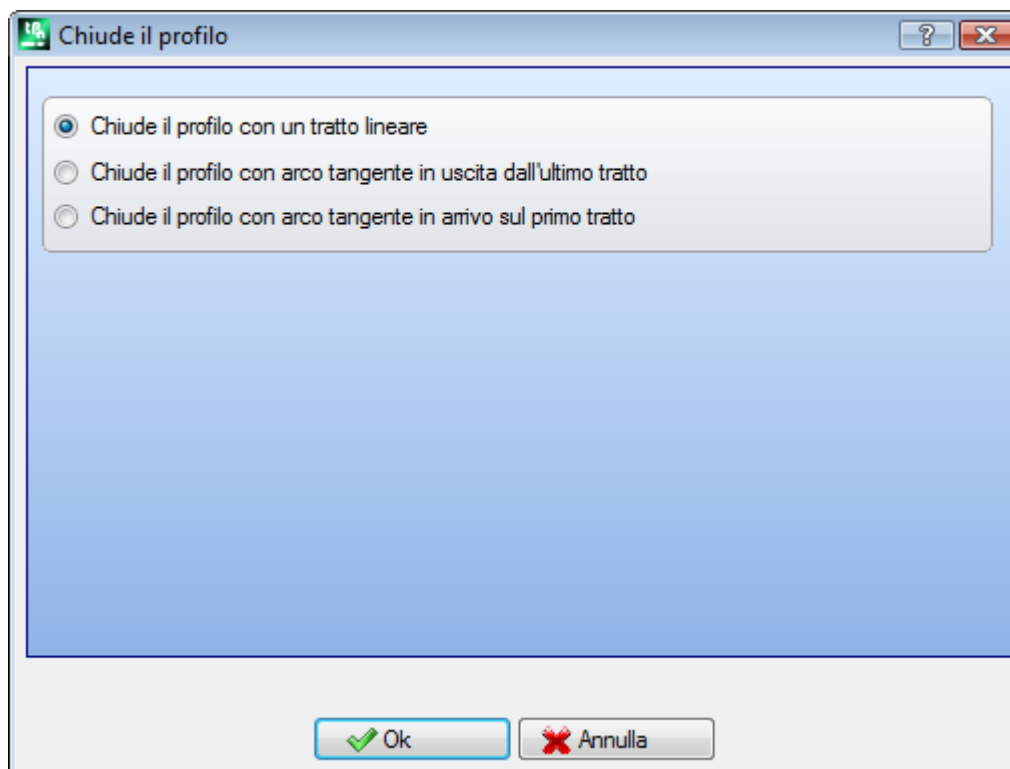 Chiude il profilo
Chiude il profilo con un tratto lineare
Chiude il profilo con arco tangente in uscita dall'ultimo tratto
Chiude il profilo con arco tangente in arrivo sul primo tratto
Ok
Annulla